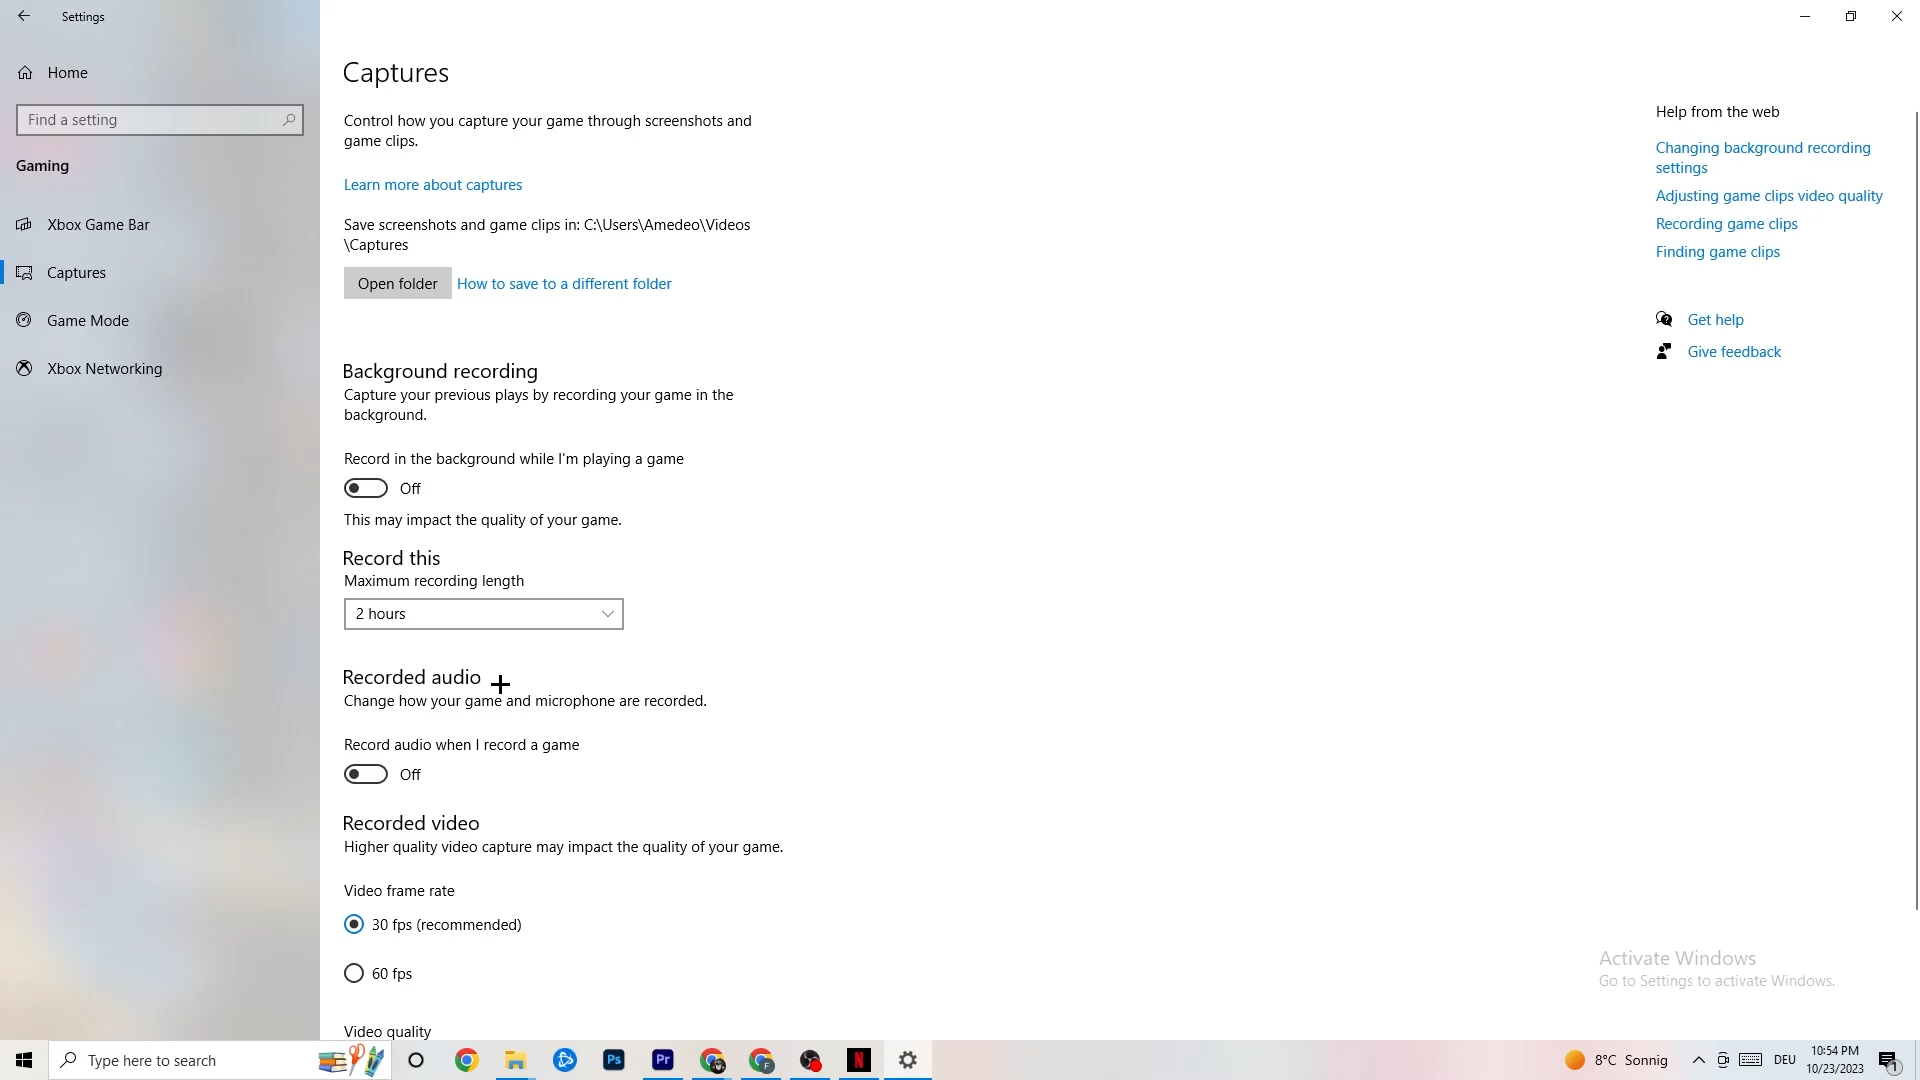 Settings
Home
Find a setting
Gaming
Xbox Game Bar
Captures
Game Mode
Xbox Networking
Captures
Control how you capture your game through screenshots and
game clips.
Learn more about captures
Save screenshots and game clips in: C:\Users\Amedeo\Videos
\Captures
Open folder
How to save to a different folder
Background recording
Capture your previous plays by recording your game in the
background.
Record in the background while I'm playing a game
Off
This may impact the quality of your game.
Record this
Maximum recording length
2 hours
Recorded audio
Change how your game and microphone are recorded.
Record audio when I record a game
Off
Recorded video
Higher quality video capture may impact the quality of your game.
Video frame rate
30 fps (recommended)
60 fps
Video quality
Help from the web
Changing background recording
settings
Adjusting game clips video quality
Recording game clips
Finding game clips
Get help
Give feedback
Activate Windows
Go to Settings to activate Windows.
Type here to search
Ps
Pr
F
N
8°C Sonnig
DEU
10:54 PM
10/23/2023
1